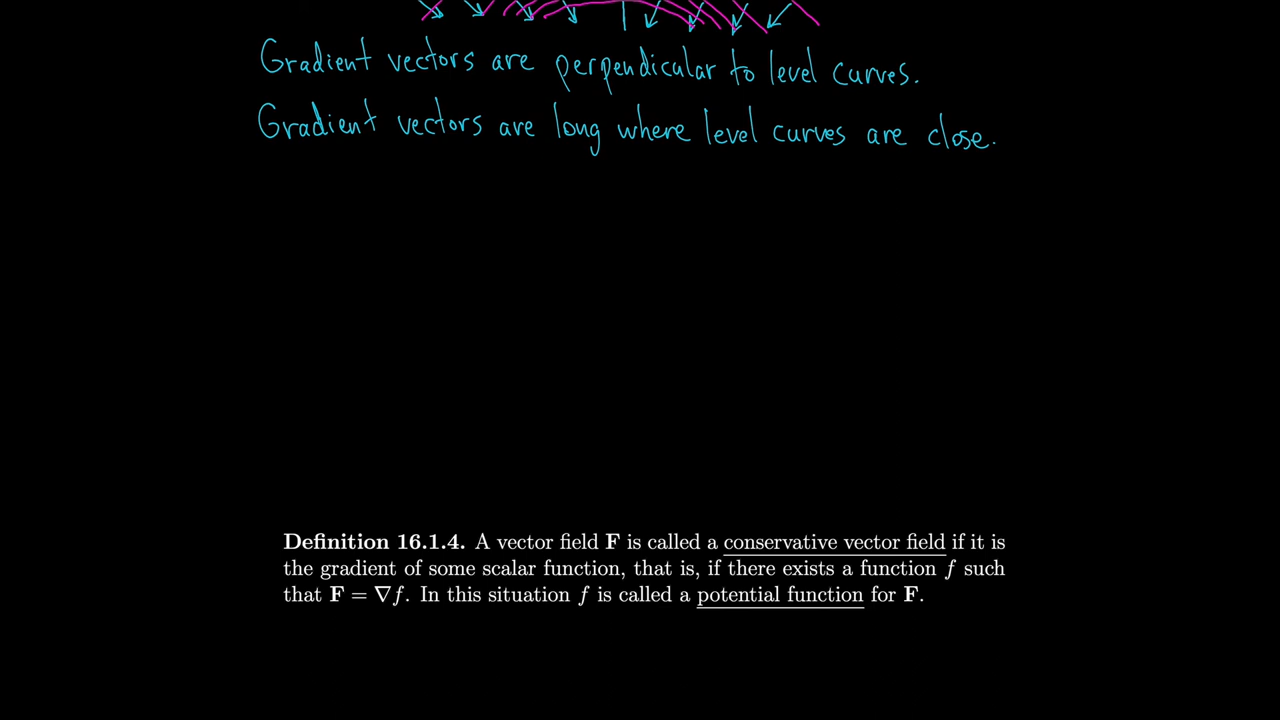 Gradient vectors are perpendicular to level curves.
Gradient vectors are long where level curves are close.
Definition 16.1.4. A vector field F is called a conservative vector field if it is
the gradient of some scalar function, that is, if there exists a function f such
that F = ∇f. In this situation f is called a potential function for F.